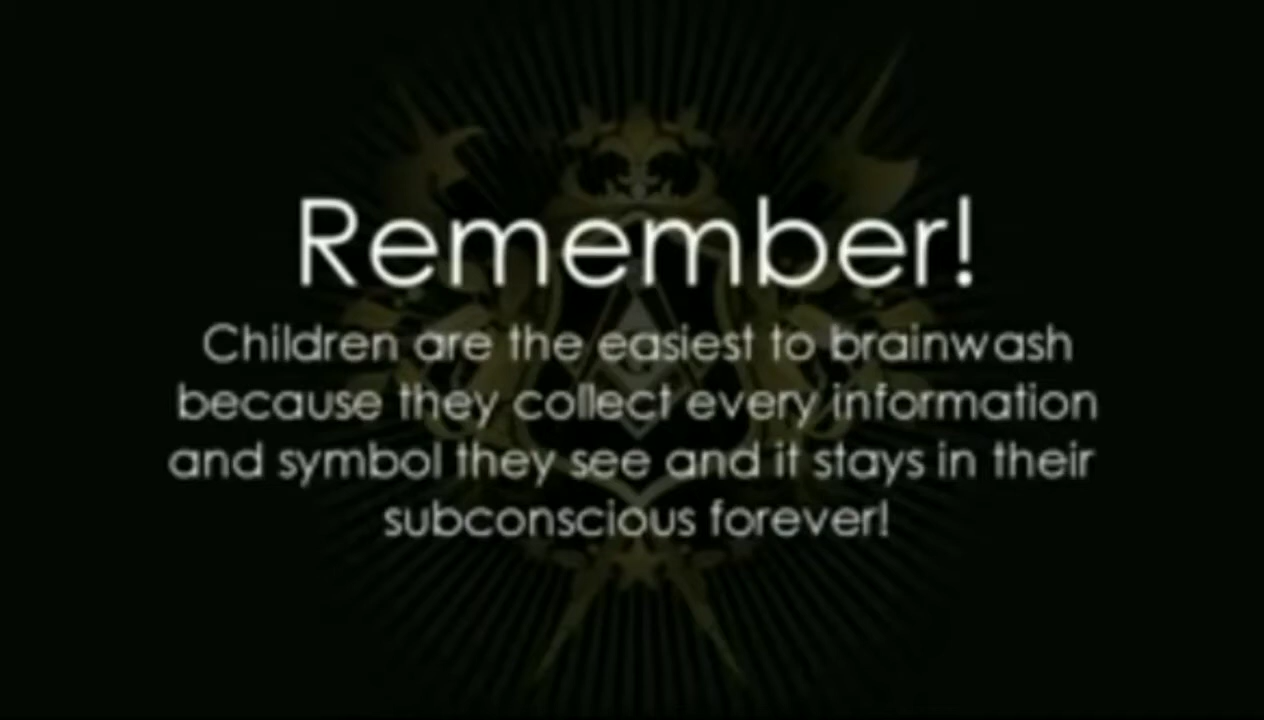 Remember!
Children are the easiest to brainwash
because they collect every information
and symbol they see and it stays in their
subconscious forever!